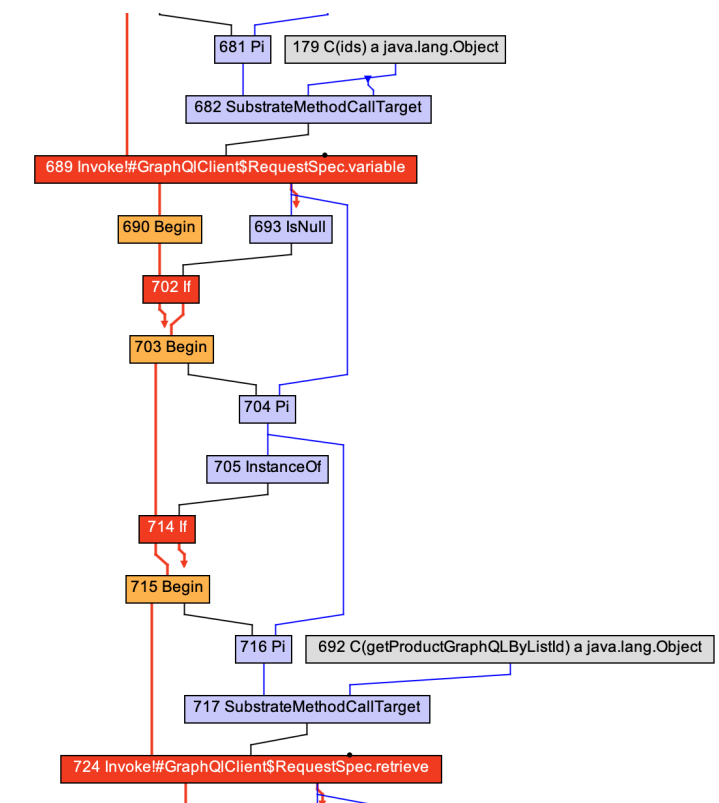 681 Pi
179 C(ids) a java.lang.Object
682 SubstrateMethodCallTarget
689 Invoke!#GraphQlClient$RequestSpec.variable
690 Begin
693 IsNull
702 If
703 Begin
704 Pi
705 InstanceOf
714 If
715 Begin
716 Pi
692 C(getProductGraphQLByListId) a java.lang.Object
717 SubstrateMethodCallTarget
724 Invoke!#GraphQlClient$RequestSpec.retrieve